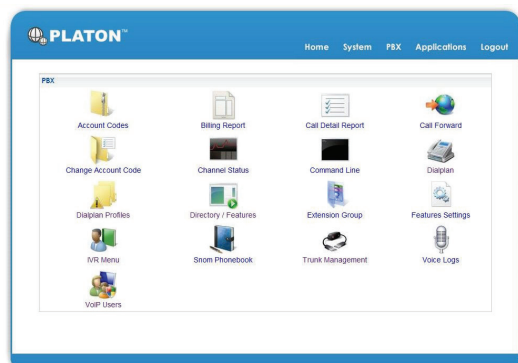 PLATON™
Home System PBX Applications Logout
PBX
Account Codes Billing Report Call Detail Report Call Forward
Change Account Code Channel Status Command Line Dialplan
Dialplan Profiles Directory / Features Extension Group Features Settings
IVR Menu Snom Phonebook Trunk Management Voice Logs
VoIP Users